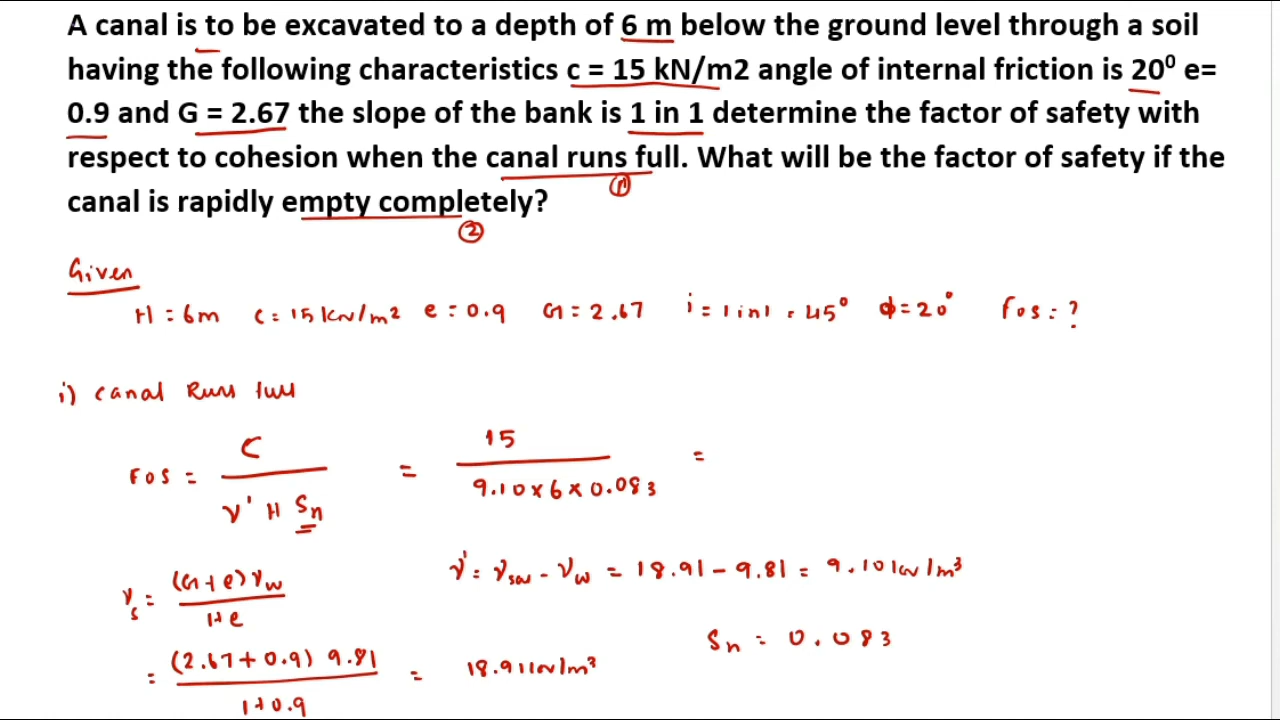 A canal is to be excavated to a depth of 6 m below the ground level through a soil
having the following characteristics c = 15 kN/m2 angle of internal friction is 20⁰ e=
0.9 and G = 2.67 the slope of the bank is 1 in 1 determine the factor of safety with
respect to cohesion when the canal runs full. What will be the factor of safety if the
①
canal is rapidly empty completely?
②
Given
H = 6m c = 15 kN/m2 e = 0.9 G = 2.67 i = 1 in 1 = 45° ϕ = 20° Fos = ?
i) Canal Runs full
FOS = C / γ' H Sn = 15 / 9.10 × 6 × 0.083 =
γs = (G+e)γw / 1+e
γ' = γsat - γw = 18.91 - 9.81 = 9.10 kN/m³
Sn = 0.083
= (2.67 + 0.9) 9.81 / 1+0.9 = 18.91 kN/m³